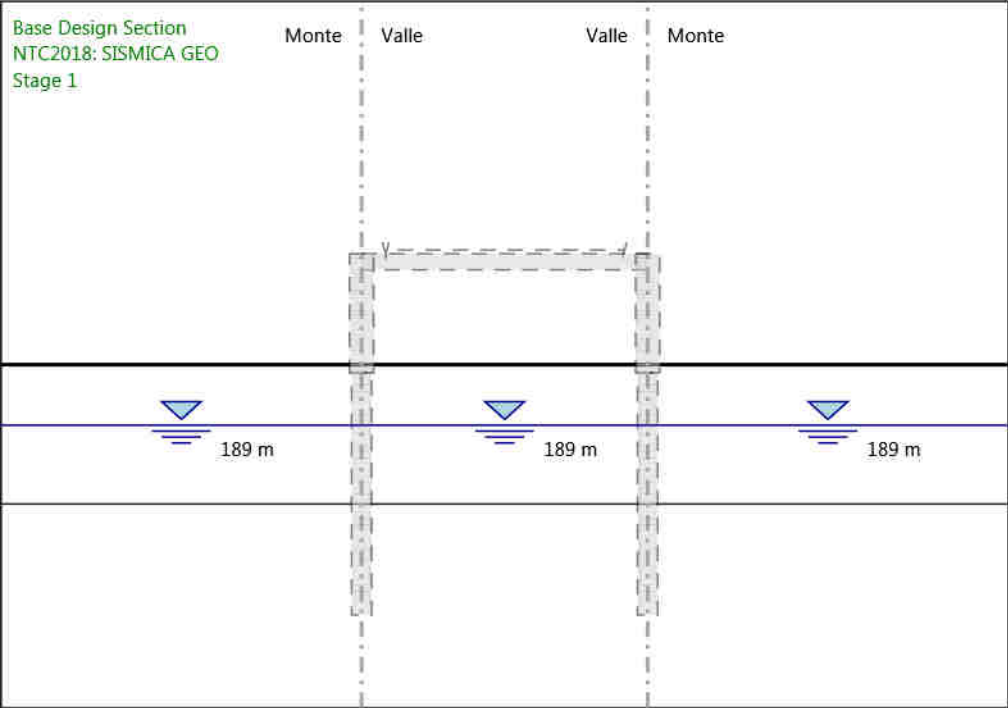 Base Design Section
NTC2018: SISMICA GEO
Stage 1
Monte
Valle
Valle
Monte
189 m
189 m
189 m